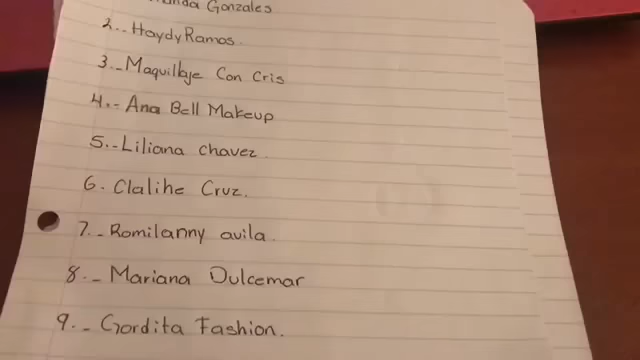 Gonzales
2.- Haydy Ramos.
3.- Maquillaje Con Cris
4.- Ana Bell Makeup
5.- Liliana chavez.
6. Clalihe Cruz.
7.- Romilanny avila.
8.- Mariana Dulcemar
9.- Gordita Fashion.